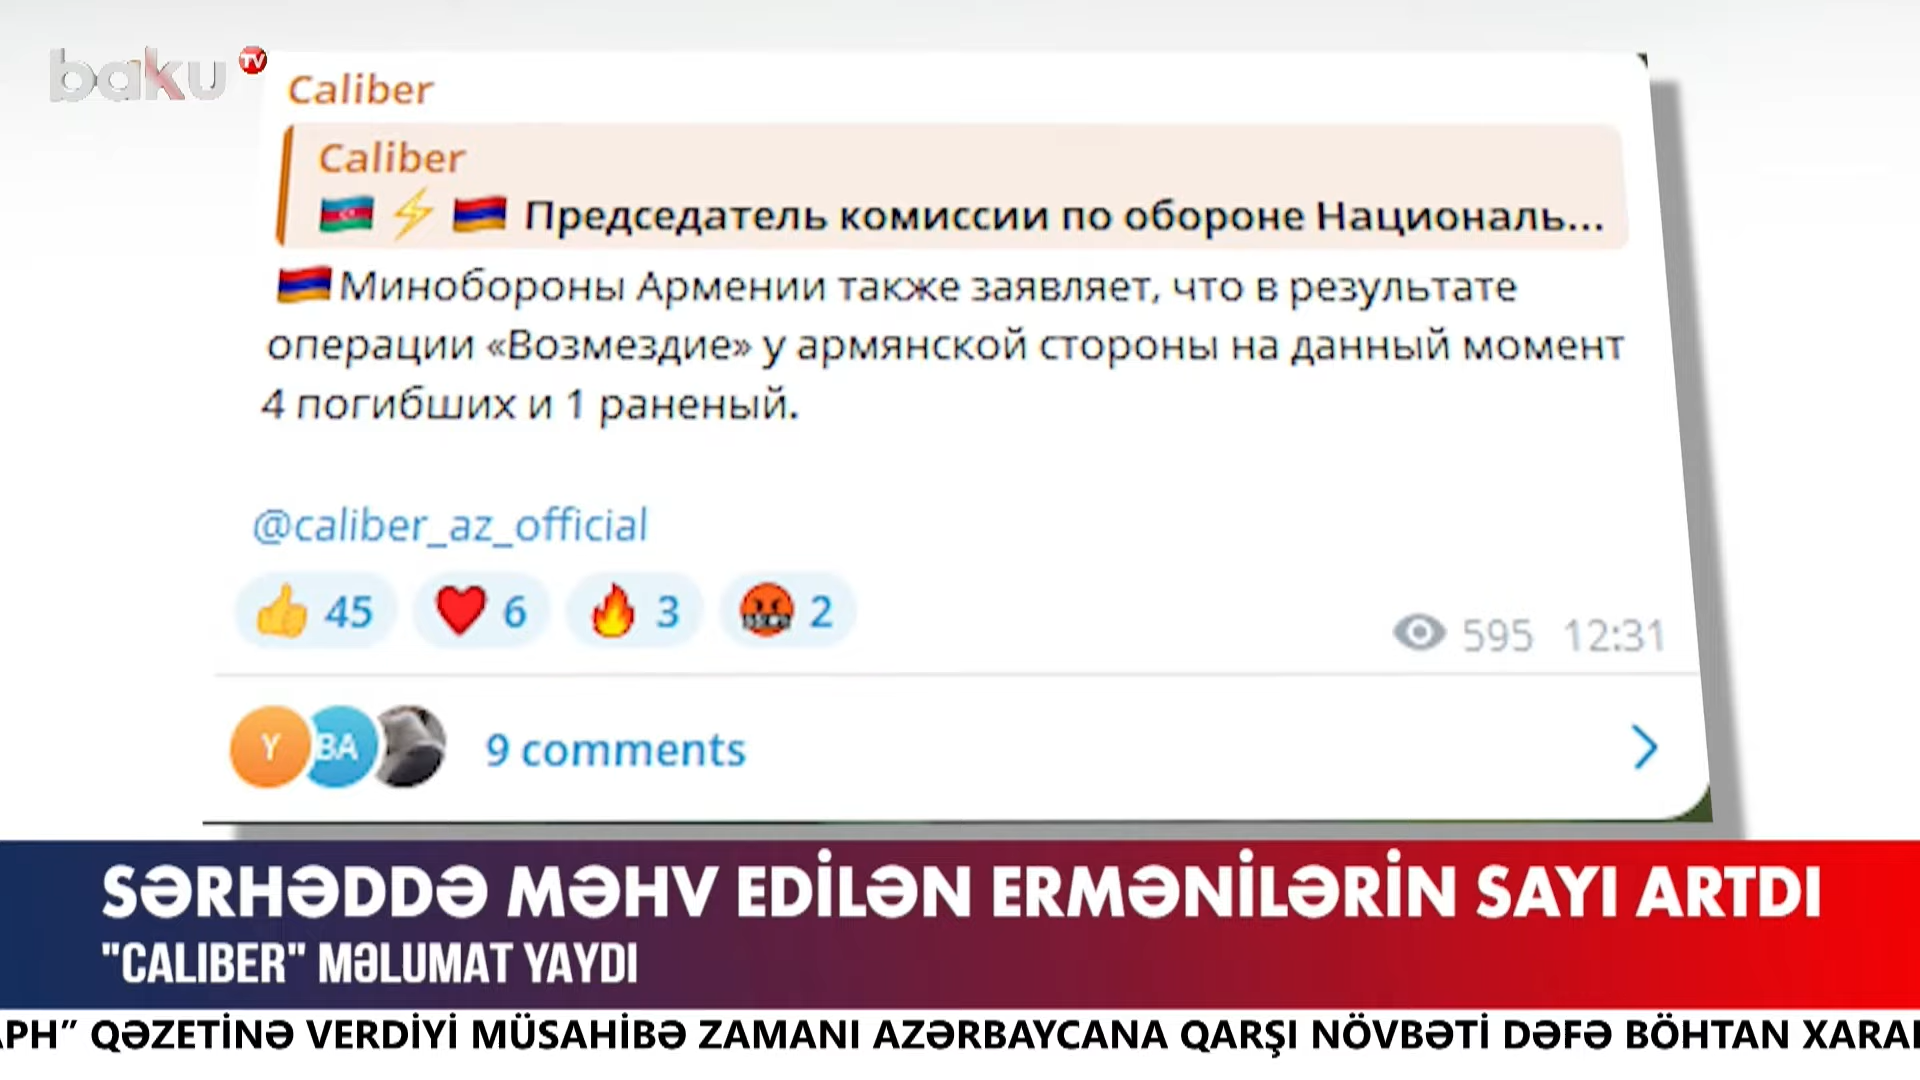 baku TV
Caliber
Caliber
Председатель комиссии по обороне Националь...
Минобороны Армении также заявляет, что в результате
операции «Возмездие» у армянской стороны на данный момент
4 погибших и 1 раненый.
@caliber_az_official
45 6 3 2
595 12:31
Y BA 9 comments
SƏRHƏDDƏ MƏHV EDİLƏN ERMƏNİLƏRİN SAYI ARTDI
"CALIBER" MƏLUMAT YAYDI
APH” QƏZETİNƏ VERDİYİ MÜSAHİBƏ ZAMANI AZƏRBAYCANA QARŞI NÖVBƏTİ DƏFƏ BÖHTAN XARAK